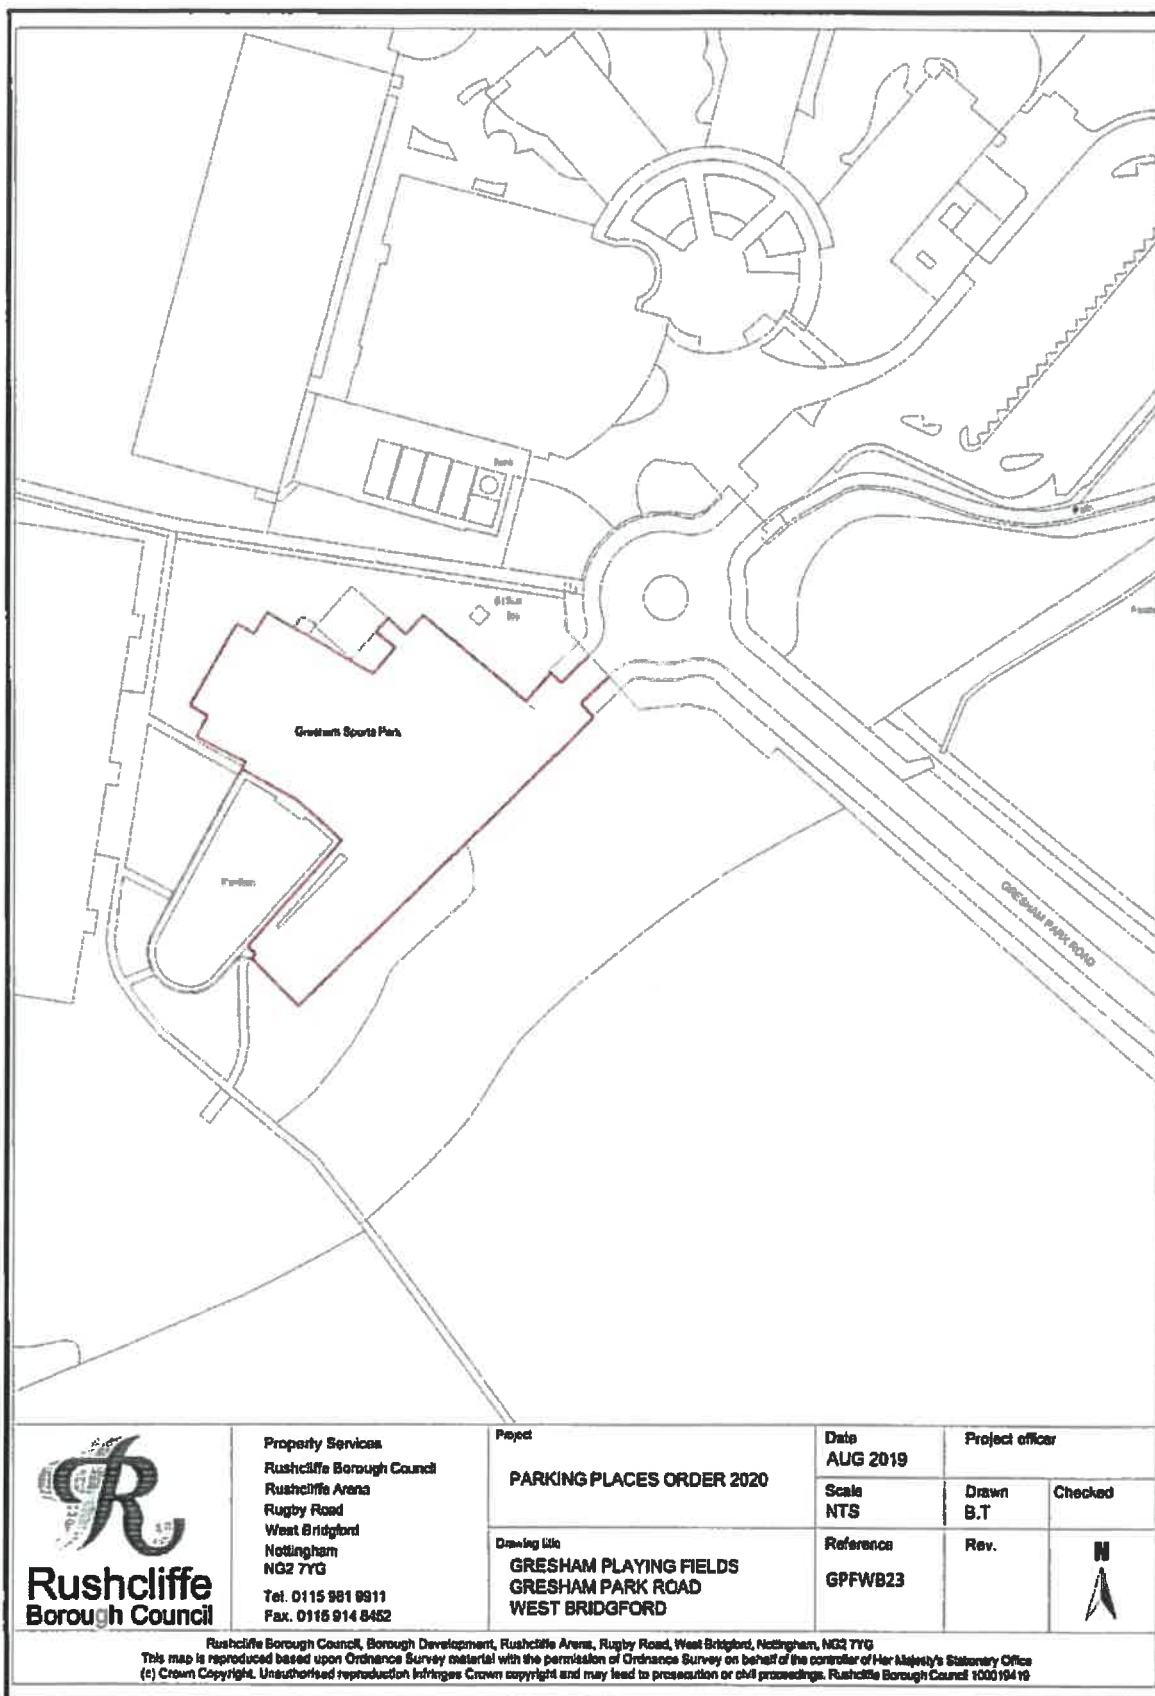 Tank
El Sub
Sta
Path
Gresham Sports Park
Pavilion
GRESHAM PARK ROAD
Rushcliffe
Borough Council
Property Services
Rushcliffe Borough Council
Rushcliffe Arena
Rugby Road
West Bridgford
Nottingham
NG2 7YG
Tel. 0115 981 9911
Fax. 0115 914 8452
Project
PARKING PLACES ORDER 2020
Drawing title
GRESHAM PLAYING FIELDS
GRESHAM PARK ROAD
WEST BRIDGFORD
Date
AUG 2019
Project officer
Scale
NTS
Drawn
B.T
Checked
Reference
GPFWB23
Rev.
N
Rushcliffe Borough Council, Borough Development, Rushcliffe Arena, Rugby Road, West Bridgford, Nottingham, NG2 7YG
This map is reproduced based upon Ordnance Survey material with the permission of Ordnance Survey on behalf of the controller of Her Majesty's Stationary Office
(c) Crown Copyright. Unauthorised reproduction infringes Crown copyright and may lead to prosecution or civil proceedings. Rushcliffe Borough Council 100019419